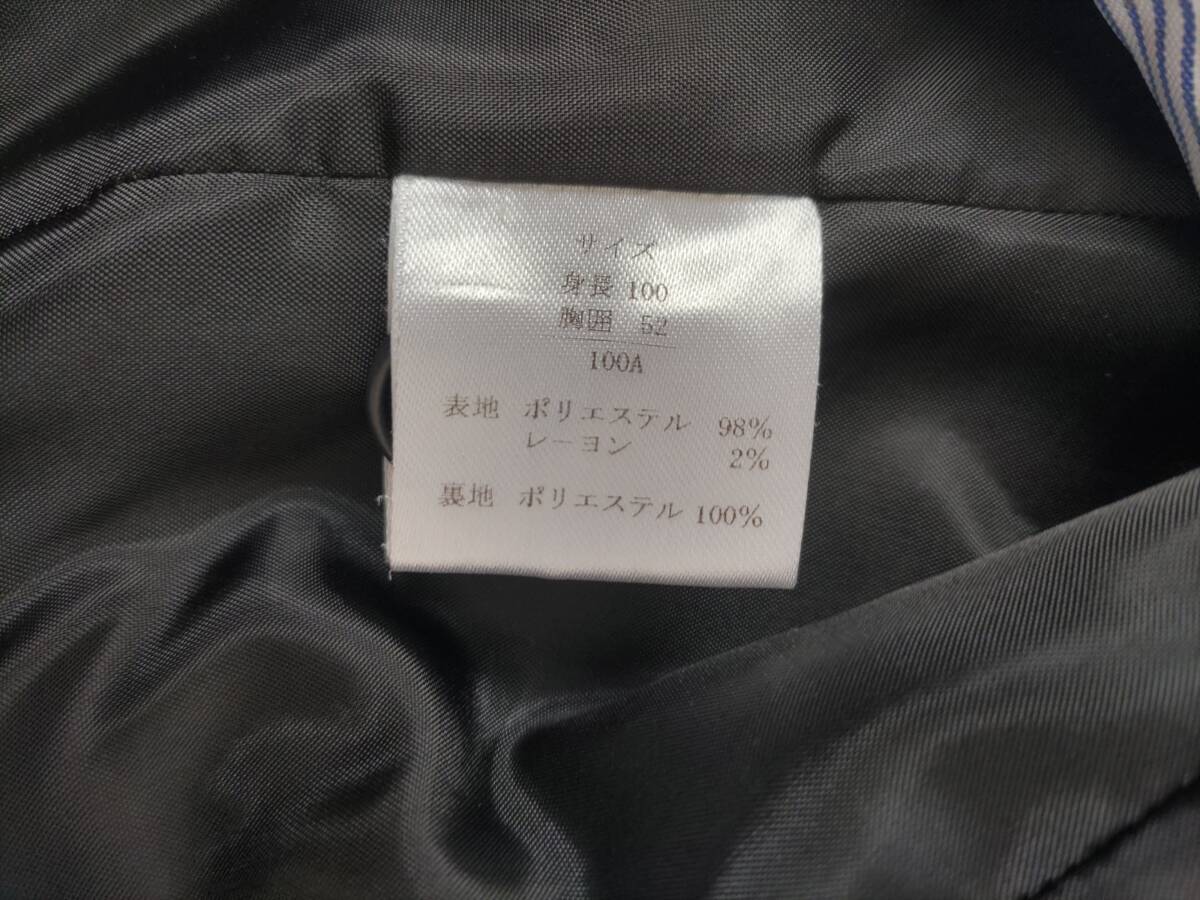 サイズ
身長 100
胸囲 52
100A
表地 ポリエステル 98%
レーヨン 2%
裏地 ポリエステル 100%